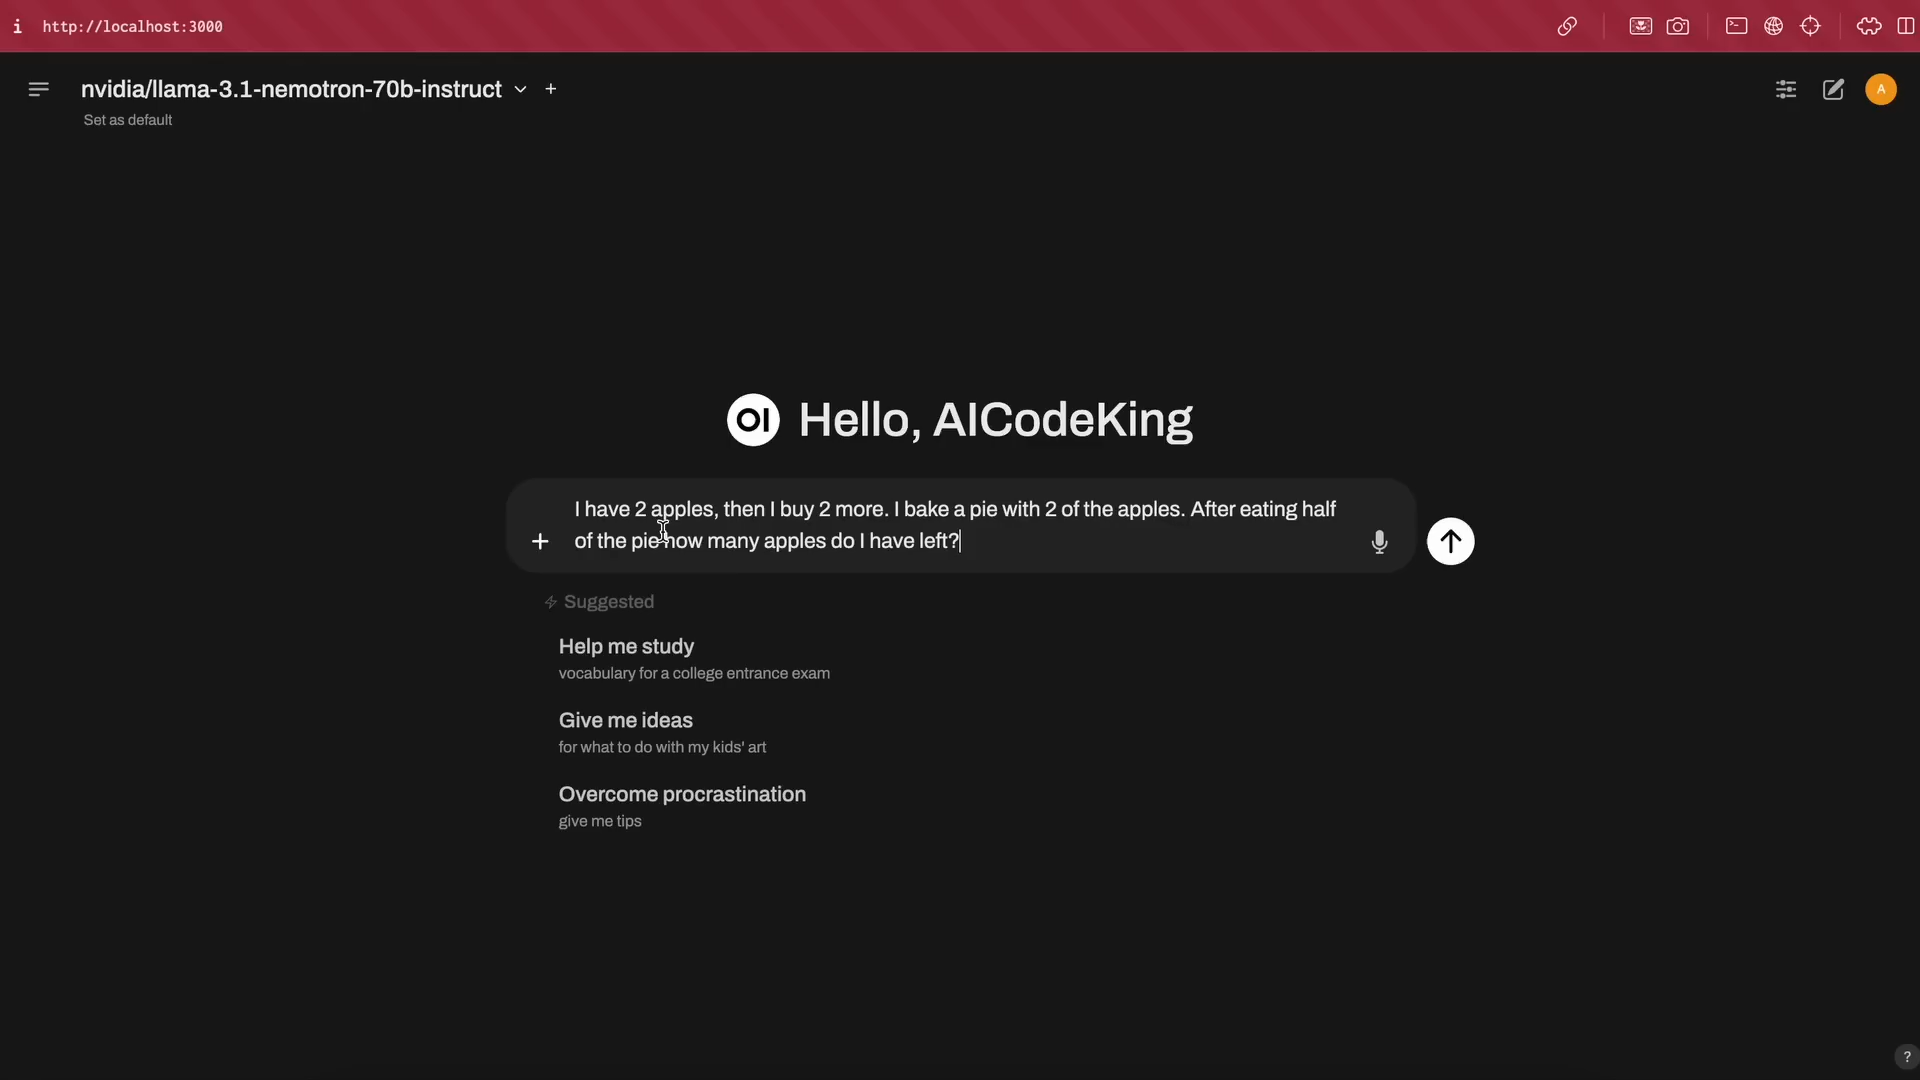 i http://localhost:3000
nvidia/llama-3.1-nemotron-70b-instruct
A
Set as default
OI Hello, AICodeKing
I have 2 apples, then I buy 2 more. I bake a pie with 2 of the apples. After eating half
of the pie how many apples do I have left?
Suggested
Help me study
vocabulary for a college entrance exam
Give me ideas
for what to do with my kids' art
Overcome procrastination
give me tips
?